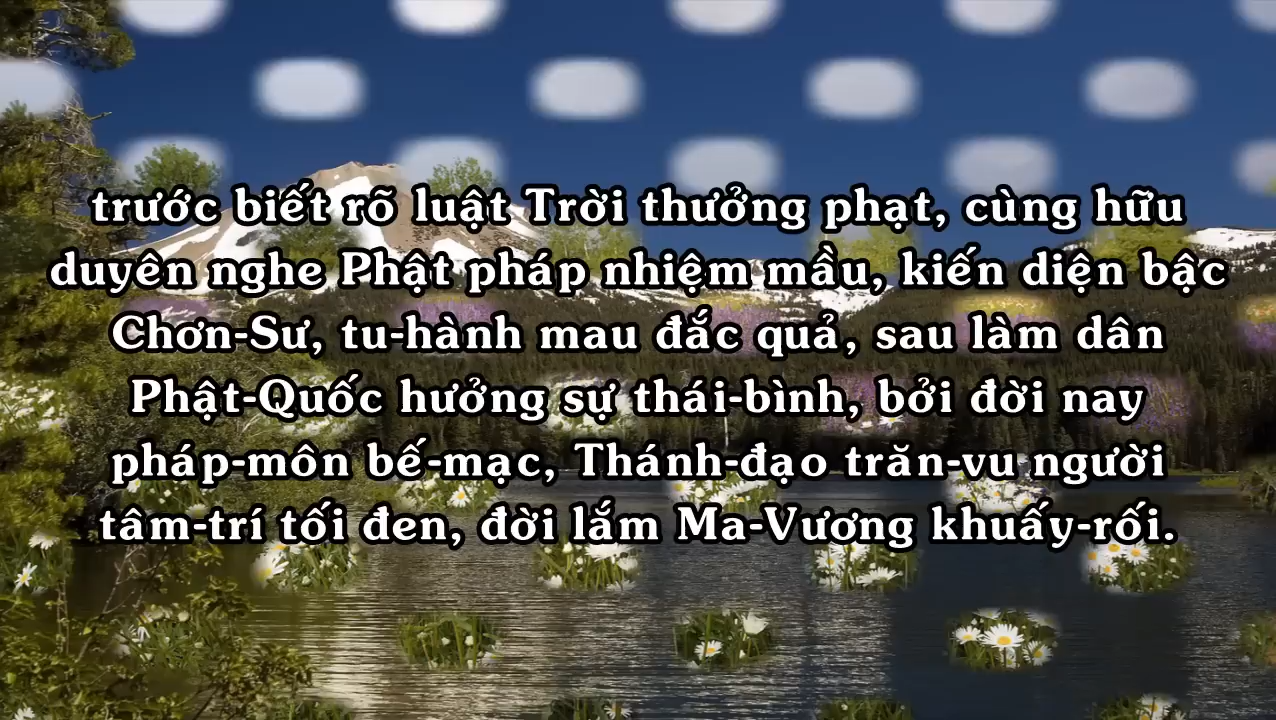 trước biết rõ luật Trời thưởng phạt, cùng hữu
duyên nghe Phật pháp nhiệm mầu, kiến diện bậc
Chơn-Sư, tu-hành mau đắc quả, sau làm dân
Phật-Quốc hưởng sự thái-bình, bởi đời nay
pháp-môn bế-mạc, Thánh-đạo trăn-vu người
tâm-trí tối đen, đời lắm Ma-Vương khuấy-rối.